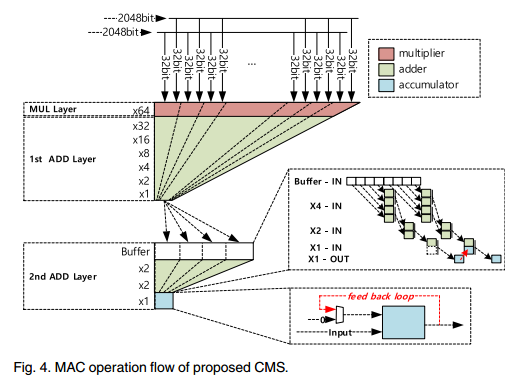 2048bit
2048bit
32bit 32bit 32bit 32bit 32bit ... 32bit 32bit 32bit 32bit 32bit
multiplier
adder
accumulator
MUL Layer
x64
1st ADD Layer
x32
x16
x8
x4
x2
x1
2nd ADD Layer
Buffer
x2
x2
x1
Buffer - IN
X4 - IN
X2 - IN
X1 - IN
X1 - OUT
feed back loop
0
Input
Fig. 4. MAC operation flow of proposed CMS.